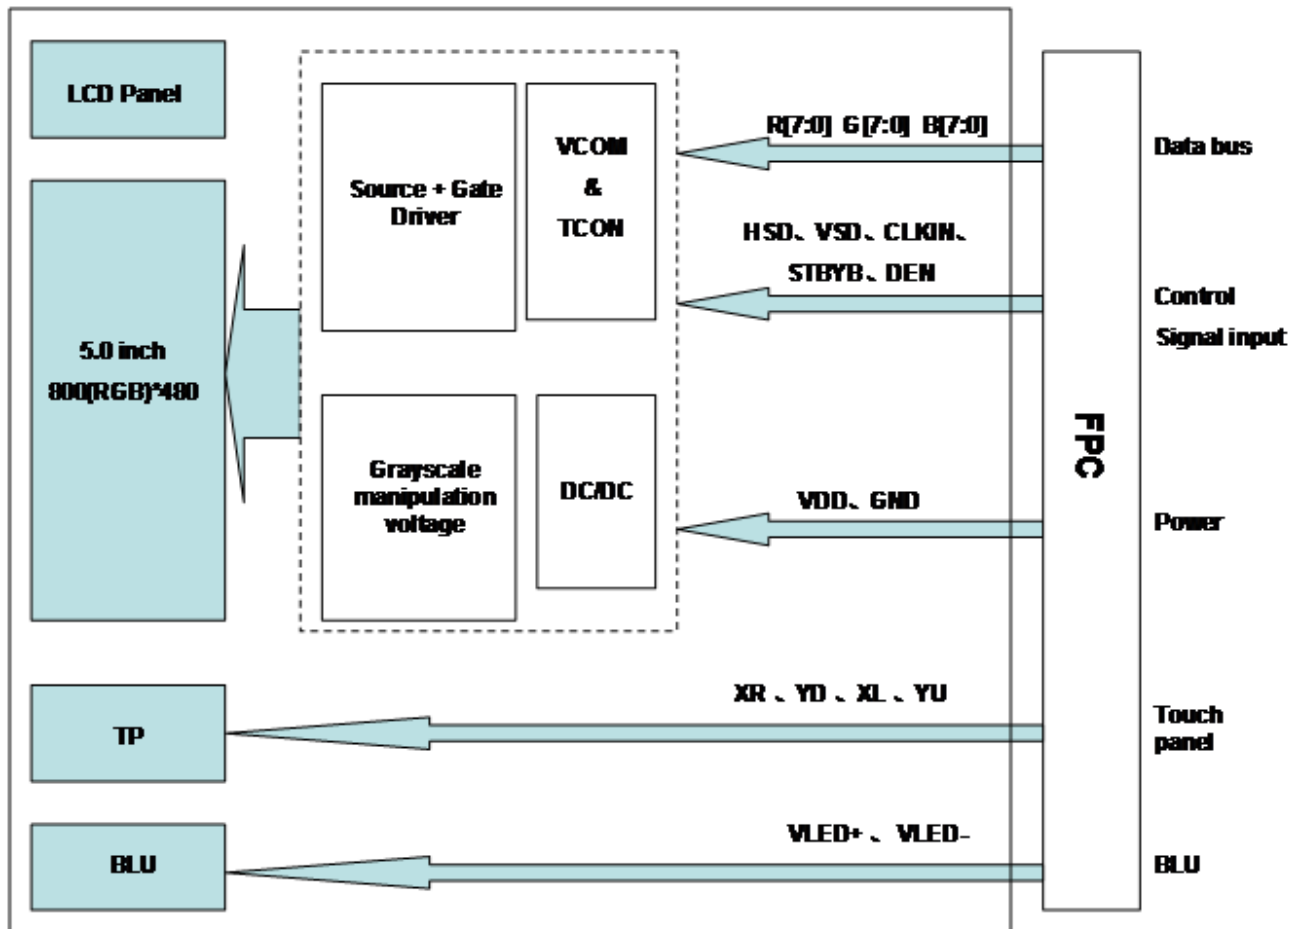 LCD Panel
5.0 inch
800(RGB)*480
Source + Gate
Driver
VCOM
&
TCON
Grayscale
manipulation
voltage
DC/DC
R[7:0] G[7:0] B[7:0]
Data bus
HSD、VSD、CLKIN、
STBYB、DEN
Control
Signal input
VDD、GND
Power
FPC
TP
XR 、YD 、XL 、YU
Touch
panel
BLU
VLED+ 、 VLED-
BLU